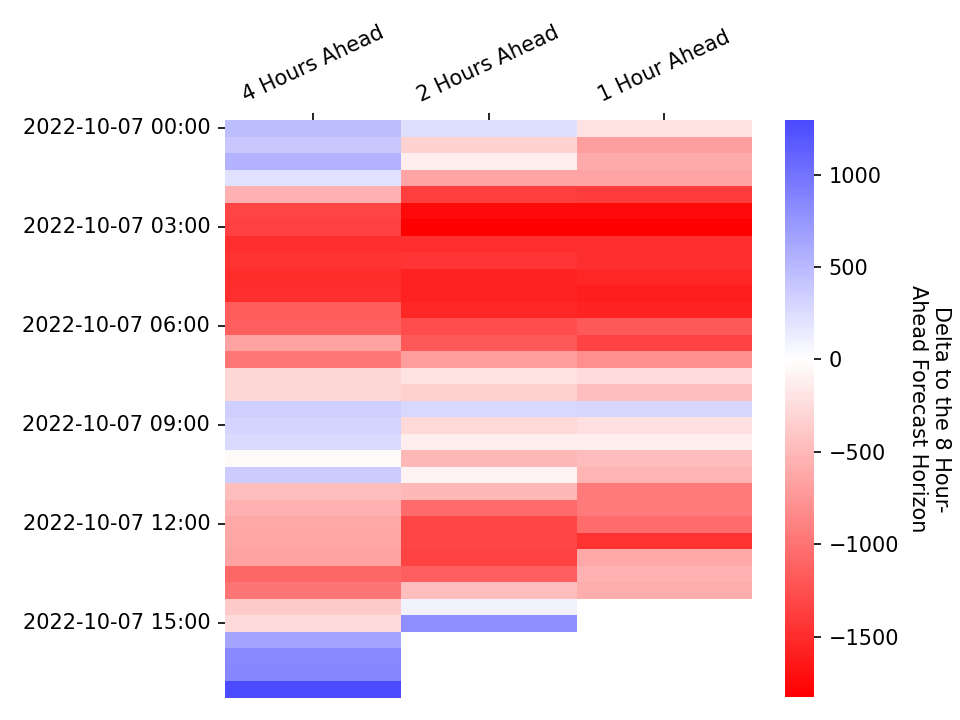 4 Hours Ahead
2 Hours Ahead
1 Hour Ahead
2022-10-07 00:00
2022-10-07 03:00
2022-10-07 06:00
2022-10-07 09:00
2022-10-07 12:00
2022-10-07 15:00
1000
500
0
−500
−1000
−1500
Delta to the 8 Hour-
Ahead Forecast Horizon